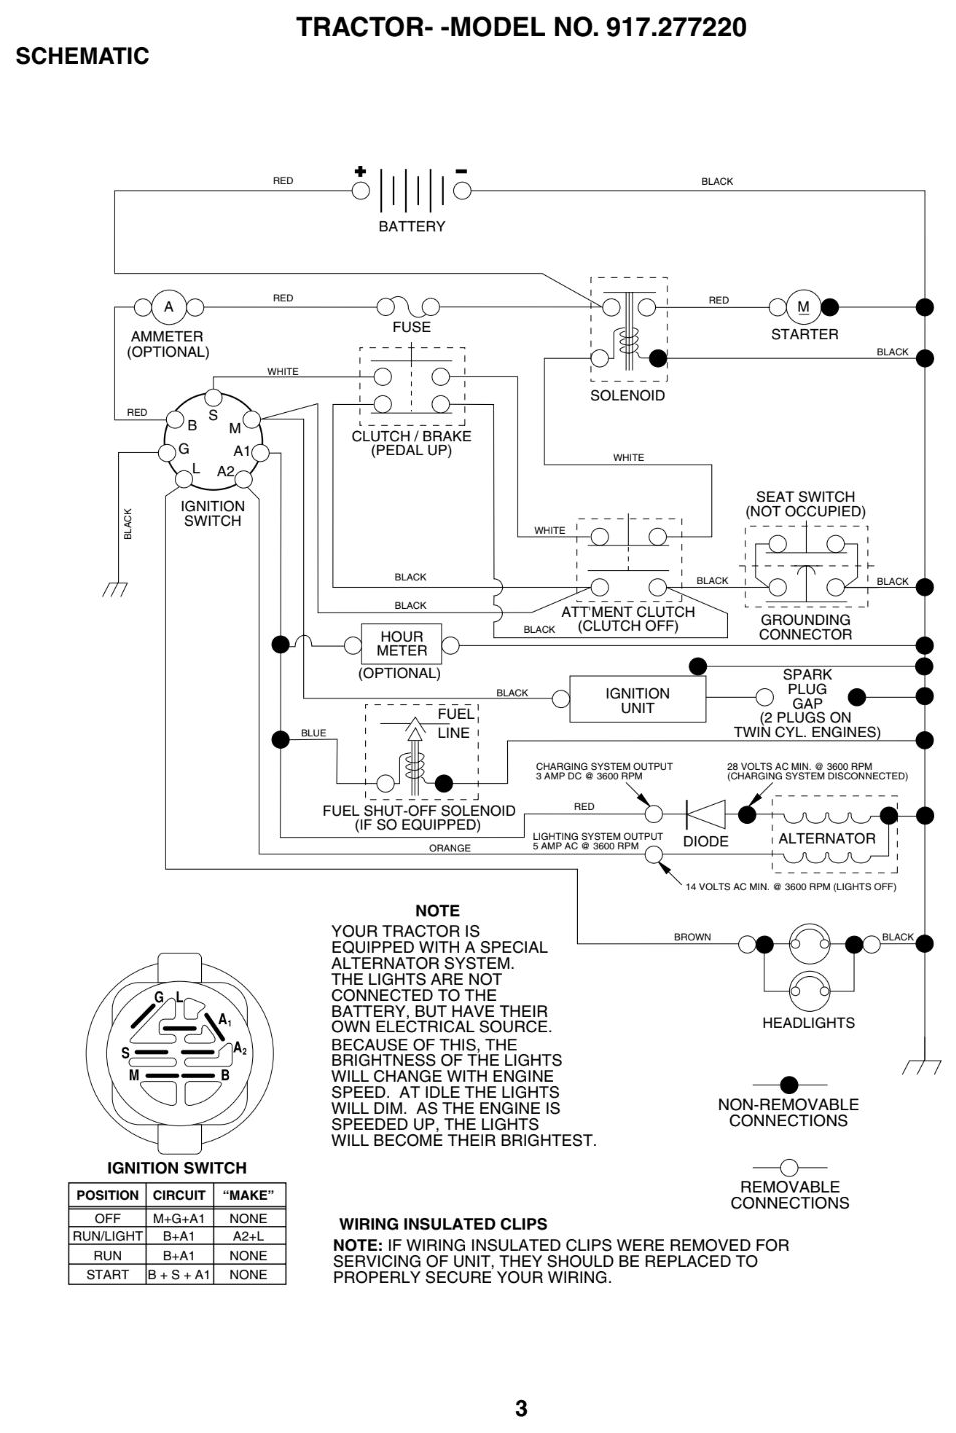 TRACTOR- -MODEL NO. 917.277220
SCHEMATIC
RED
+
-
BLACK
BATTERY
A
RED
AMMETER
(OPTIONAL)
FUSE
RED
M
STARTER
BLACK
SOLENOID
WHITE
CLUTCH / BRAKE
(PEDAL UP)
RED
S
B
M
G
A1
L
A2
IGNITION
SWITCH
BLACK
WHITE
WHITE
SEAT SWITCH
(NOT OCCUPIED)
BLACK
BLACK
BLACK
BLACK
ATT'MENT CLUTCH
(CLUTCH OFF)
BLACK
GROUNDING
CONNECTOR
HOUR
METER
(OPTIONAL)
BLACK
IGNITION
UNIT
SPARK
PLUG
GAP
(2 PLUGS ON
TWIN CYL. ENGINES)
FUEL
LINE
BLUE
FUEL SHUT-OFF SOLENOID
(IF SO EQUIPPED)
CHARGING SYSTEM OUTPUT
3 AMP DC @ 3600 RPM
28 VOLTS AC MIN. @ 3600 RPM
(CHARGING SYSTEM DISCONNECTED)
RED
DIODE
ALTERNATOR
LIGHTING SYSTEM OUTPUT
5 AMP AC @ 3600 RPM
ORANGE
14 VOLTS AC MIN. @ 3600 RPM (LIGHTS OFF)
BROWN
BLACK
HEADLIGHTS
NOTE
YOUR TRACTOR IS
EQUIPPED WITH A SPECIAL
ALTERNATOR SYSTEM.
THE LIGHTS ARE NOT
CONNECTED TO THE
BATTERY, BUT HAVE THEIR
OWN ELECTRICAL SOURCE.
BECAUSE OF THIS, THE
BRIGHTNESS OF THE LIGHTS
WILL CHANGE WITH ENGINE
SPEED. AT IDLE THE LIGHTS
WILL DIM. AS THE ENGINE IS
SPEEDED UP, THE LIGHTS
WILL BECOME THEIR BRIGHTEST.
G L
A1
S
A2
M
B
IGNITION SWITCH
POSITION CIRCUIT “MAKE”
OFF M+G+A1 NONE
RUN/LIGHT B+A1 A2+L
RUN B+A1 NONE
START B + S + A1 NONE
NON-REMOVABLE
CONNECTIONS
REMOVABLE
CONNECTIONS
WIRING INSULATED CLIPS
NOTE: IF WIRING INSULATED CLIPS WERE REMOVED FOR
SERVICING OF UNIT, THEY SHOULD BE REPLACED TO
PROPERLY SECURE YOUR WIRING.
3